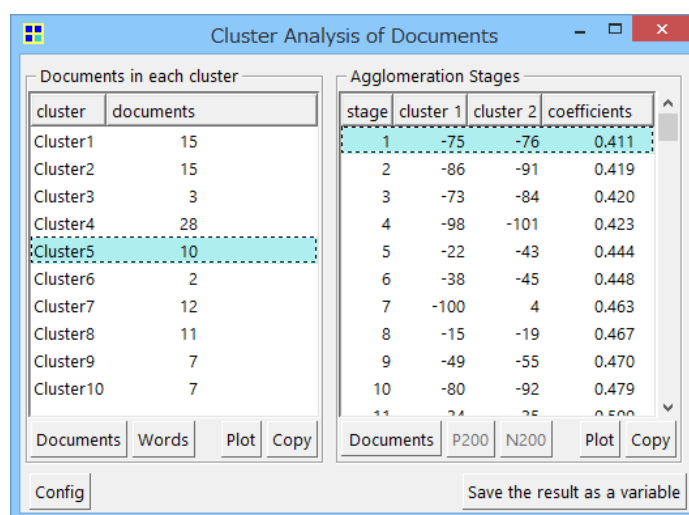 Cluster Analysis of Documents
Documents in each cluster
cluster documents
Cluster1 15
Cluster2 15
Cluster3 3
Cluster4 28
Cluster5 10
Cluster6 2
Cluster7 12
Cluster8 11
Cluster9 7
Cluster10 7
Documents Words Plot Copy
Agglomeration Stages
stage cluster 1 cluster 2 coefficients
1 -75 -76 0.411
2 -86 -91 0.419
3 -73 -84 0.420
4 -98 -101 0.423
5 -22 -43 0.444
6 -38 -45 0.448
7 -100 4 0.463
8 -15 -19 0.467
9 -49 -55 0.470
10 -80 -92 0.479
Documents P200 N200 Plot Copy
Config Save the result as a variable